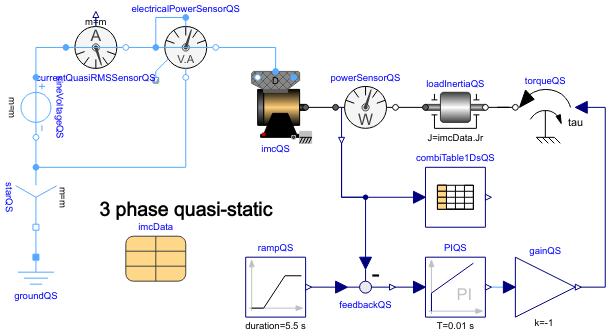 electricalPowerSensorQS
m=m
A
currentQuasiRMSSensorQS
V.A
sineVoltageQS
m=m
D
imcQS
powerSensorQS
W
loadInertiaQS
J=imcData.Jr
torqueQS
tau
combiTable1DsQS
starQS
m=m
3 phase quasi-static
imcData
groundQS
rampQS
duration=5.5 s
feedbackQS
PIQS
PI
T=0.01 s
gainQS
k=-1